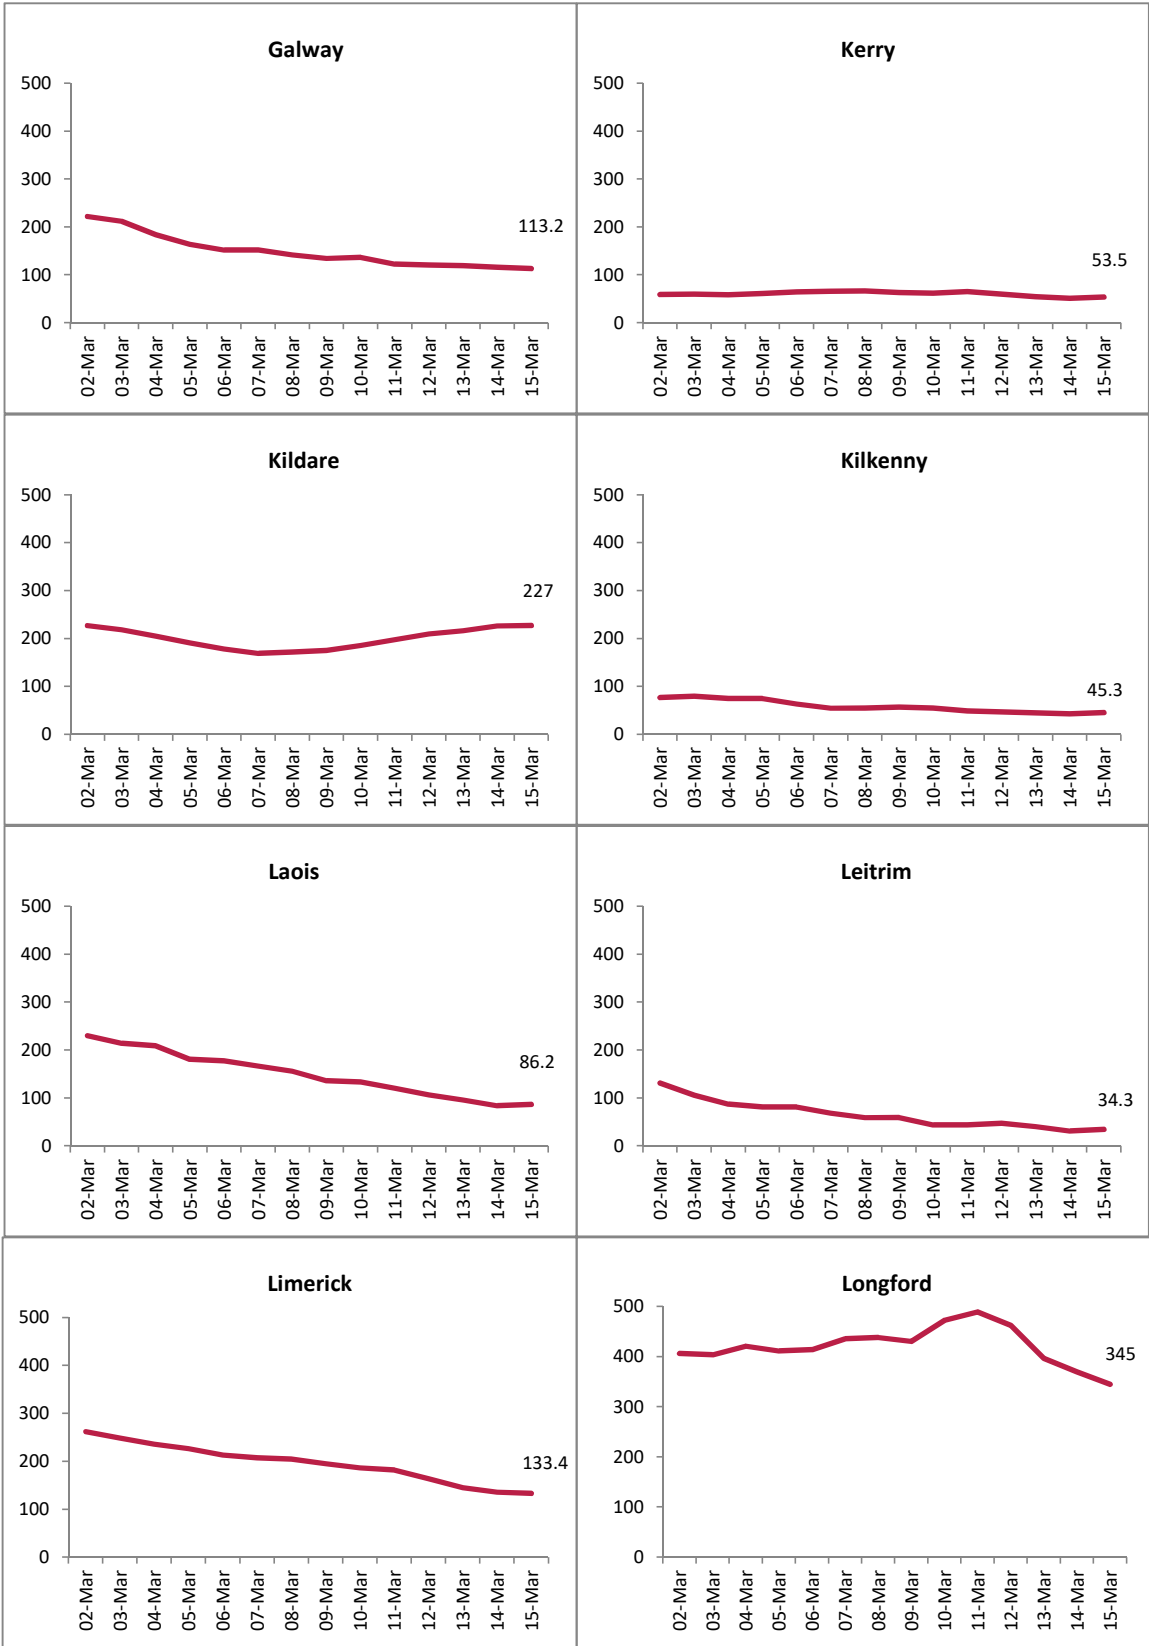 Galway
500
400
300
200
100
0
113.2
02-Mar
03-Mar
04-Mar
05-Mar
06-Mar
07-Mar
08-Mar
09-Mar
10-Mar
11-Mar
12-Mar
13-Mar
14-Mar
15-Mar
Kerry
500
400
300
200
100
0
53.5
02-Mar
03-Mar
04-Mar
05-Mar
06-Mar
07-Mar
08-Mar
09-Mar
10-Mar
11-Mar
12-Mar
13-Mar
14-Mar
15-Mar
Kildare
500
400
300
200
100
0
227
02-Mar
03-Mar
04-Mar
05-Mar
06-Mar
07-Mar
08-Mar
09-Mar
10-Mar
11-Mar
12-Mar
13-Mar
14-Mar
15-Mar
Kilkenny
500
400
300
200
100
0
45.3
02-Mar
03-Mar
04-Mar
05-Mar
06-Mar
07-Mar
08-Mar
09-Mar
10-Mar
11-Mar
12-Mar
13-Mar
14-Mar
15-Mar
Laois
500
400
300
200
100
0
86.2
02-Mar
03-Mar
04-Mar
05-Mar
06-Mar
07-Mar
08-Mar
09-Mar
10-Mar
11-Mar
12-Mar
13-Mar
14-Mar
15-Mar
Leitrim
500
400
300
200
100
0
34.3
02-Mar
03-Mar
04-Mar
05-Mar
06-Mar
07-Mar
08-Mar
09-Mar
10-Mar
11-Mar
12-Mar
13-Mar
14-Mar
15-Mar
Limerick
500
400
300
200
100
0
133.4
02-Mar
03-Mar
04-Mar
05-Mar
06-Mar
07-Mar
08-Mar
09-Mar
10-Mar
11-Mar
12-Mar
13-Mar
14-Mar
15-Mar
Longford
500
400
300
200
100
0
345
02-Mar
03-Mar
04-Mar
05-Mar
06-Mar
07-Mar
08-Mar
09-Mar
10-Mar
11-Mar
12-Mar
13-Mar
14-Mar
15-Mar